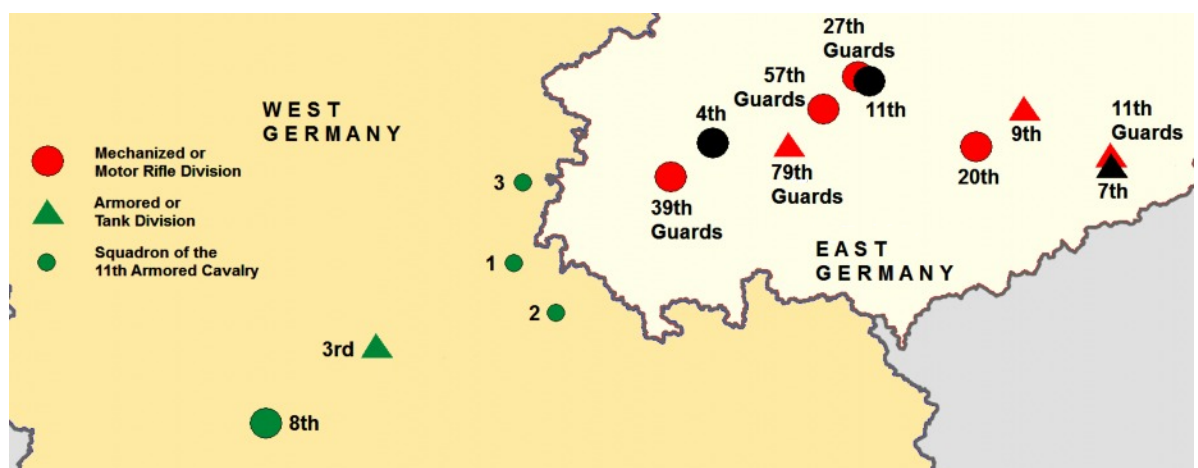 WEST
GERMANY
Mechanized or
Motor Rifle Division
Armored or
Tank Division
Squadron of the
11th Armored Cavalry
3
1
2
3rd
8th
27th
Guards
57th
Guards
11th
4th
39th
Guards
79th
Guards
9th
20th
11th
Guards
7th
EAST
GERMANY